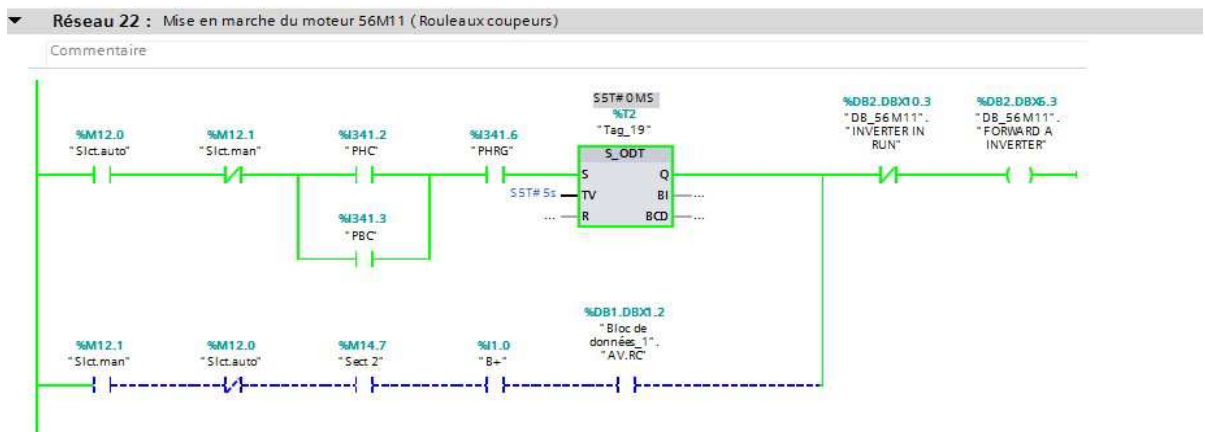 Réseau 22 : Mise en marche du moteur 56M11 ( Rouleaux coupeurs)
Commentaire
S5T#0MS
%T2
"Tag_19"
S_ODT
%M12.0
"Slct.auto"
%M12.1
"Slct.man"
%I341.2
"PHC"
%I341.6
"PHRG"
%DB2.DBX10.3
"DB_56M11".
"INVERTER IN
RUN"
%DB2.DBX6.3
"DB_56M11".
"FORWARD A
INVERTER"
S Q
S5T#5s TV BI ...
... R BCD ...
%I341.3
"PBC"
%M12.1
"Slct.man"
%M12.0
"Slct.auto"
%M14.7
"Sect 2"
%I1.0
"B+"
%DB1.DBX1.2
"Bloc de
données_1".
"AV.RC"